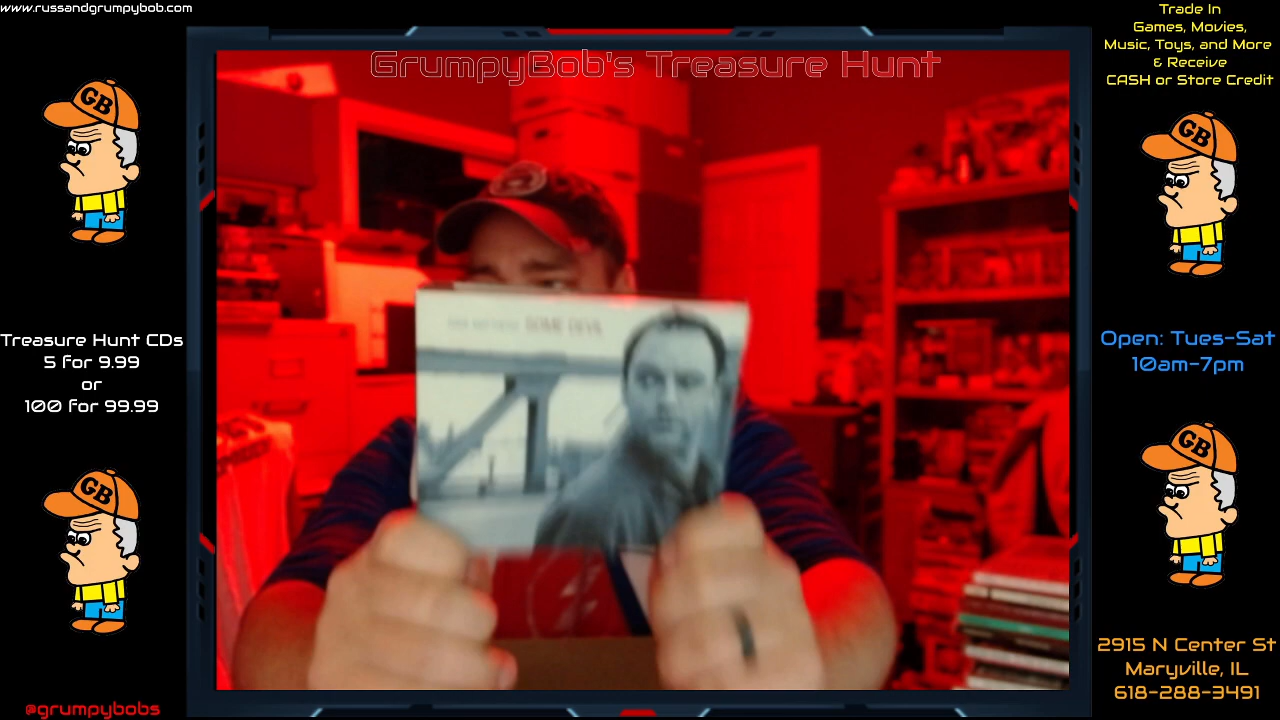 www.russandgrumpybob.com
GrumpyBob's Treasure Hunt
Trade In
Games, Movies,
Music, Toys, and More
& Receive
CASH or Store Credit
GB
GB
SOME DEVIL
Treasure Hunt CDs
5 for 9.99
or
100 for 99.99
Open: Tues-Sat
10am-7pm
GB
GB
2915 N Center St
Maryville, IL
618-288-3491
@grumpybobs